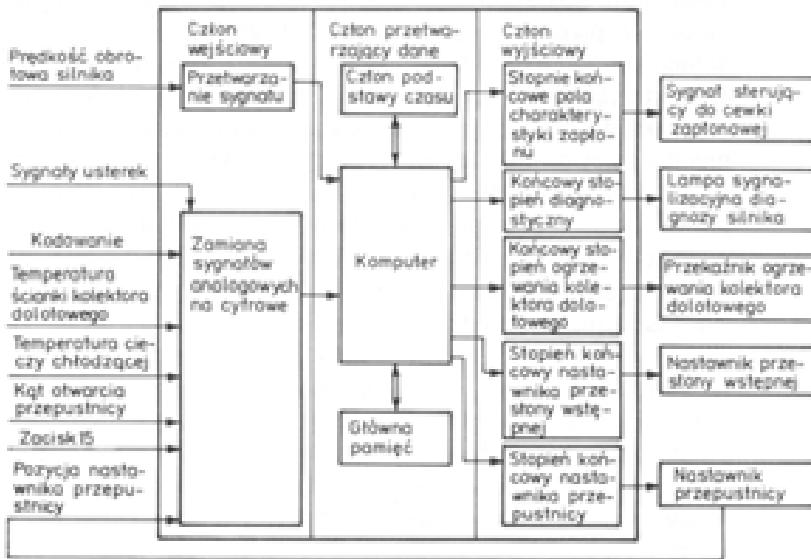 Prędkość obro-
towa silnika
Sygnały usterek
Kodowanie
Temperatura
ścianki kolektora
dolotowego
Temperatura cie-
czy chłodzącej
Kąt otwarcia
przepustnicy
Zacisk 15
Pozycja nasta-
wnika przepu-
stnicy
Człon
wejściowy
Przetwarza-
nie sygnału
Zamiana
sygnałów
analogowych
na cyfrowe
Człon przetwa-
rzający dane
Człon pod-
stawy czasu
Komputer
Główna
pamięć
Człon
wyjściowy
Stopnie koń-
cowe pola
charaktery-
styki zapło-
nu
Końcowy sto-
pień diagno-
styczny
Końcowy sto-
pień ogrze-
wania kole-
ktora dolo-
towego
Stopień koń-
cowy nasta-
wnika prze-
słony wstę-
pnej
Stopień koń-
cowy nasta-
wnika prze-
pustnicy
Sygnał sterują-
cy do cewki
zapłonowej
Lampa sygna-
lizacyjna dia-
gnozy silnika
Przekaźnik ogrze-
wania kolektora
dolotowego
Nastawnik prze-
słony wstępnej
Nastawnik
przepustnicy